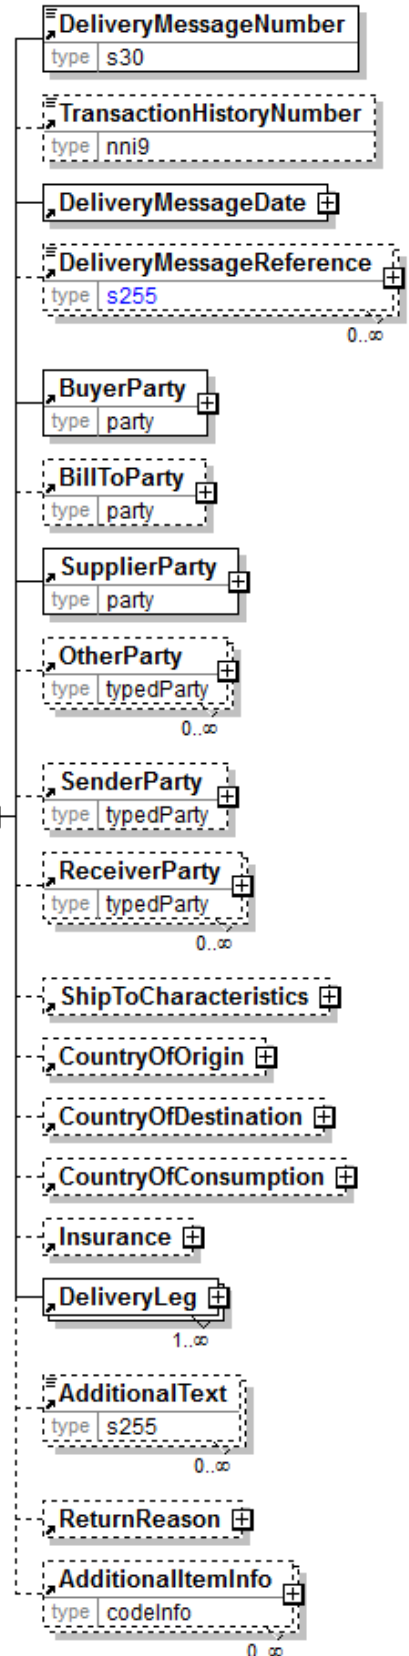 DeliveryMessageNumber
type s30
TransactionHistoryNumber
type nni9
DeliveryMessageDate
DeliveryMessageReference
type s255
0..∞
BuyerParty
type party
BillToParty
type party
SupplierParty
type party
OtherParty
type typedParty
0..∞
SenderParty
type typedParty
ReceiverParty
type typedParty
0..∞
ShipToCharacteristics
CountryOfOrigin
CountryOfDestination
CountryOfConsumption
Insurance
DeliveryLeg
1..∞
AdditionalText
type s255
0..∞
ReturnReason
AdditionalItemInfo
type codeInfo
0..∞